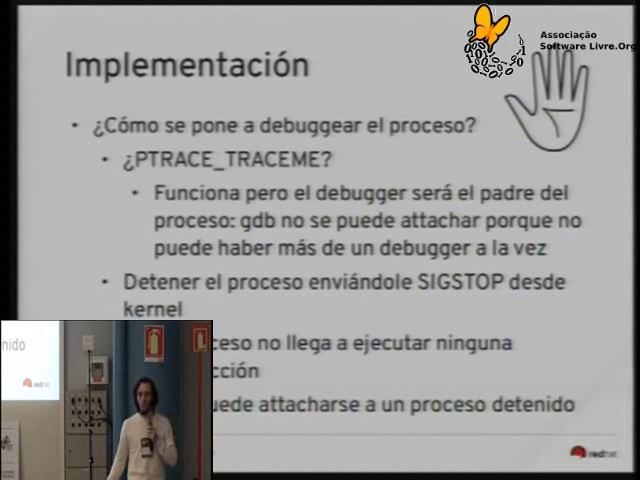 Associação
Software Livre.Org
Implementación
• ¿Cómo se pone a debuggear el proceso?
• ¿PTRACE_TRACEME?
• Funciona pero el debugger será el padre del
proceso: gdb no se puede attachar porque no
puede haber más de un debugger a la vez
• Detener el proceso enviándole SIGSTOP desde
kernel
ceso no llega a ejecutar ninguna
cción
uede attacharse a un proceso detenido
nido
redhat
redhat